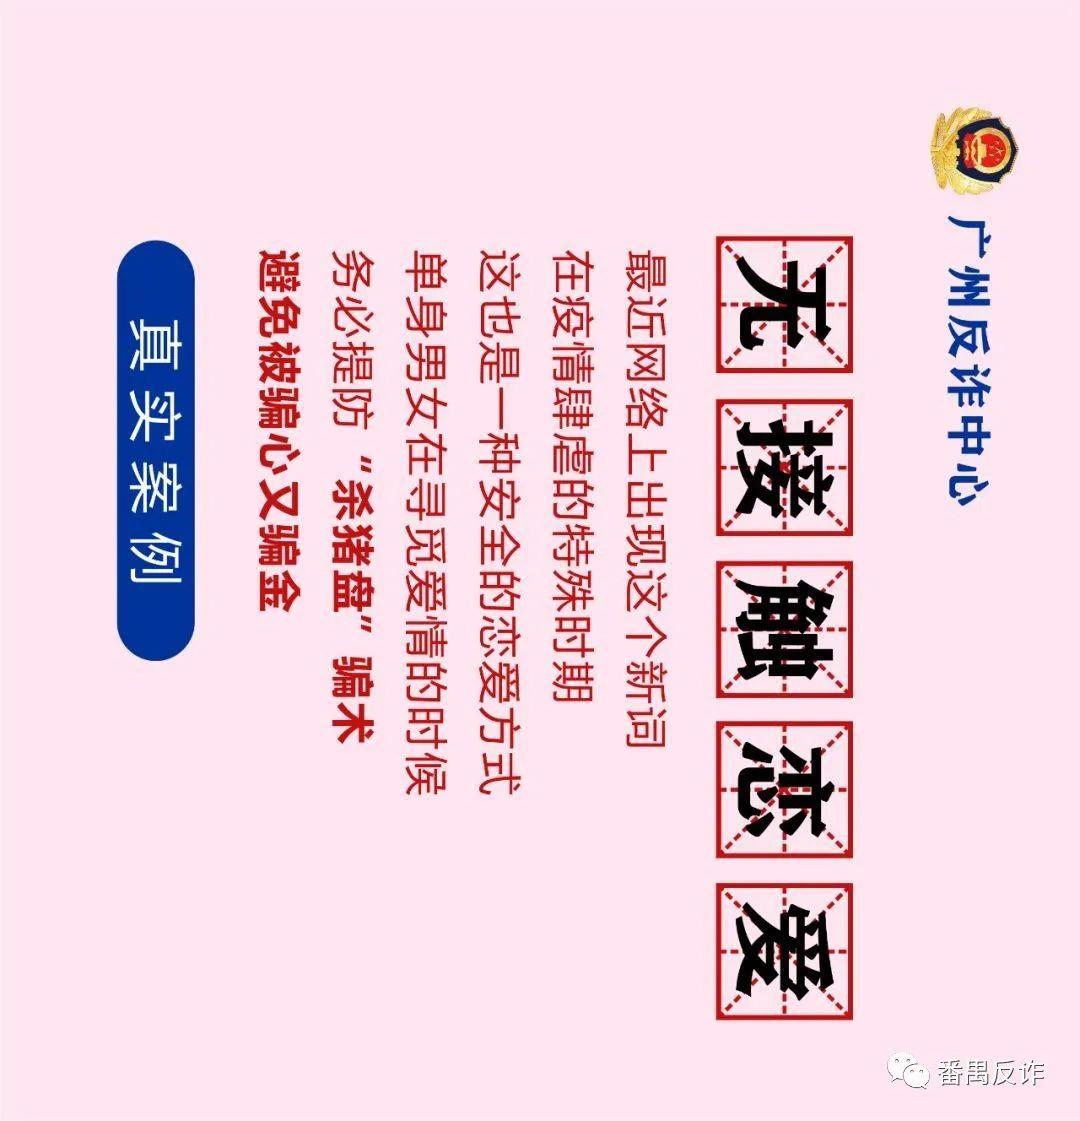 广州反诈中心
无接触恋爱
最近网络上出现这个新词
在疫情肆虐的特殊时期
这也是一种安全的恋爱方式
单身男女在寻觅爱情的时候
务必提防“杀猪盘”骗术
避免被骗心又骗金
真实案例
番禺反诈